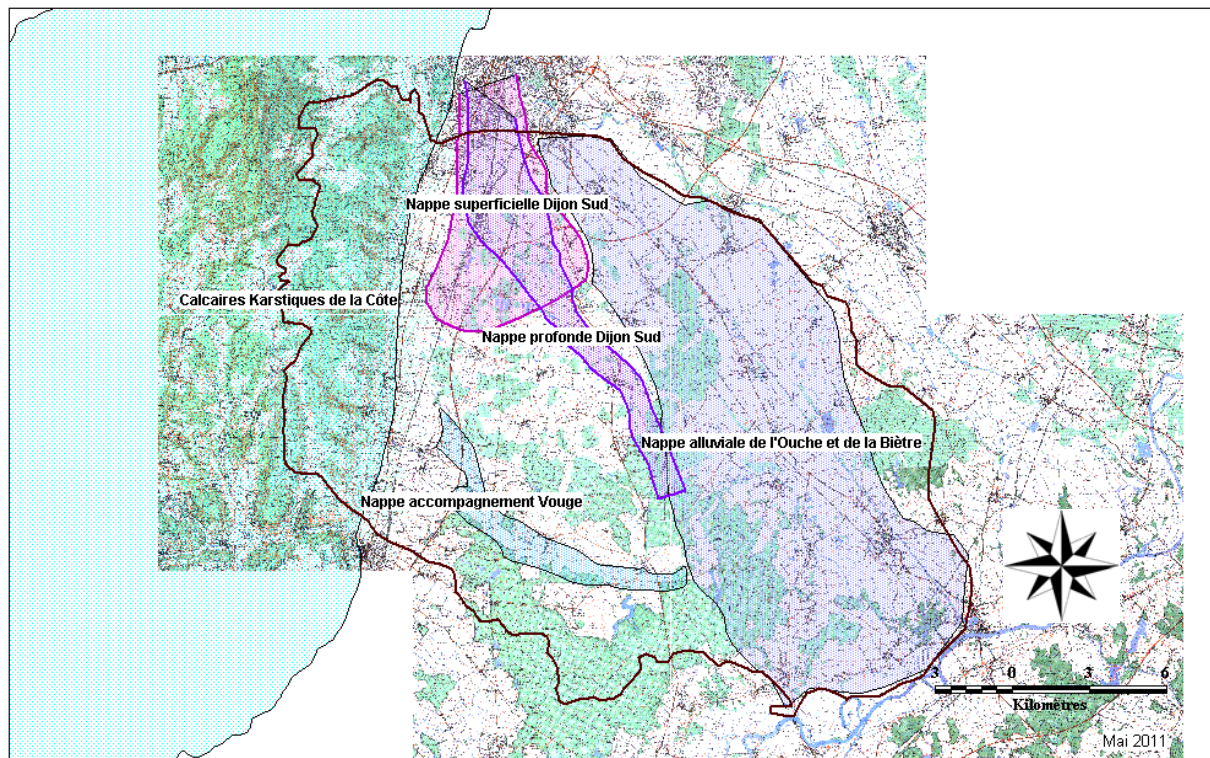 Nappe superficielle Dijon Sud
Calcaires Karstiques de la Côte
Nappe profonde Dijon Sud
Nappe alluviale de l'Ouche et de la Biètre
Nappe accompagnement Vouge
3 0 3 6
Kilomètres
Mai 2011